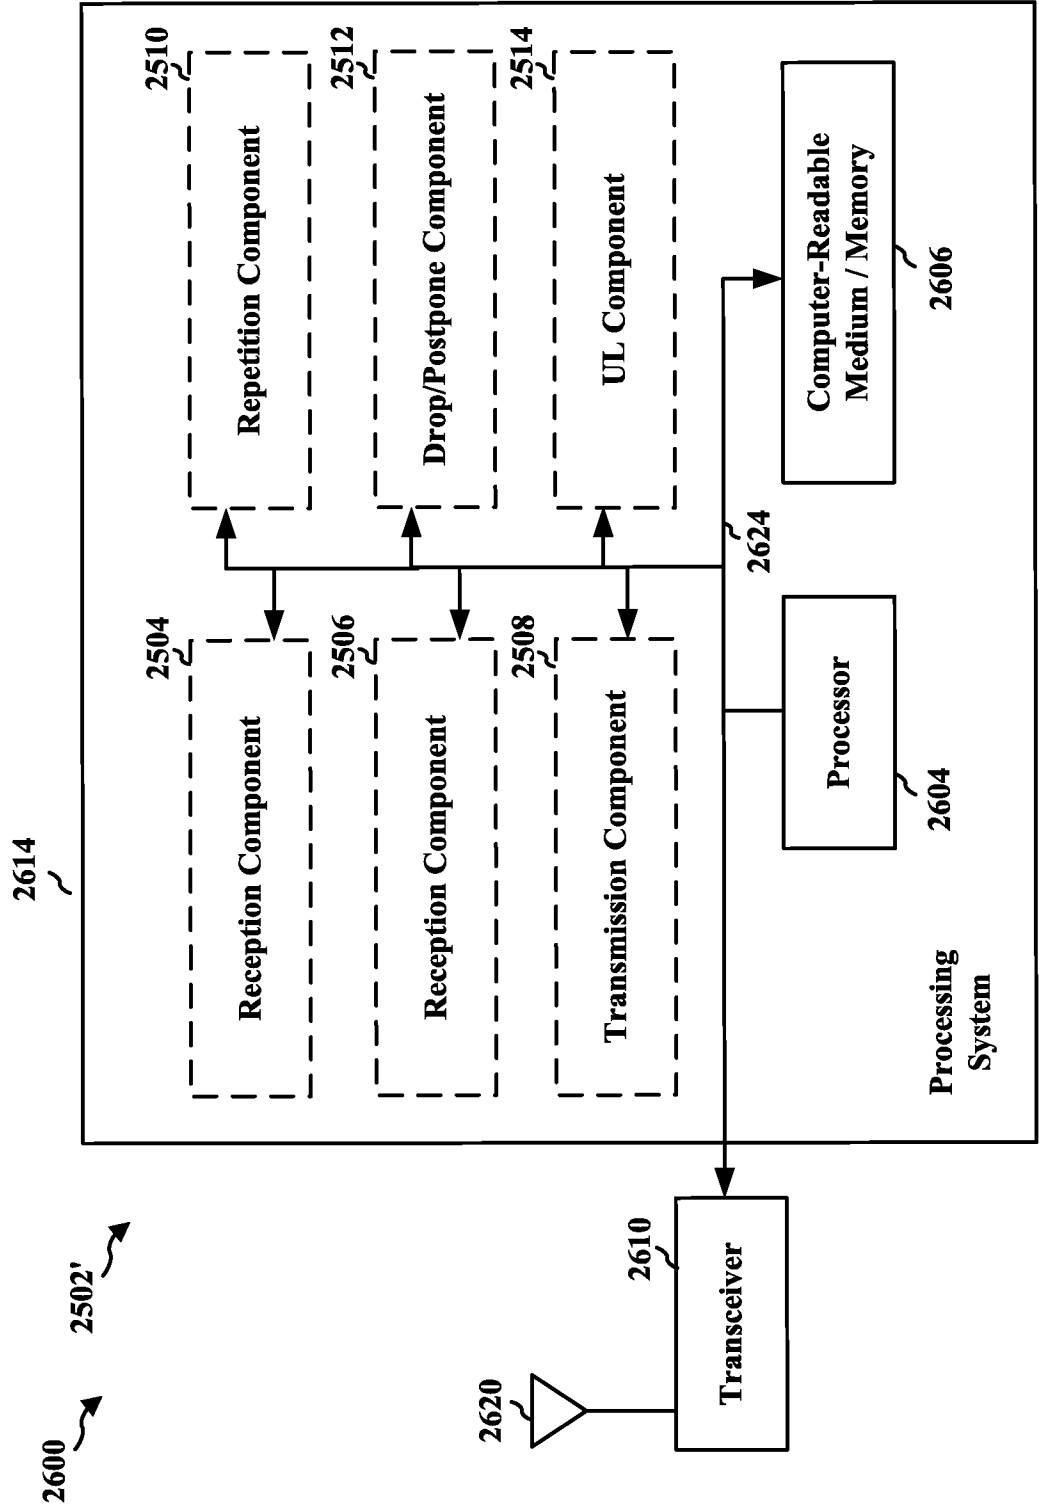 2600
2502'
2614
2504
Reception Component
2510
Repetition Component
2506
Reception Component
2512
Drop/Postpone Component
2508
Transmission Component
2514
UL Component
2620
2610
Transceiver
2624
Processor
2604
Computer-Readable
Medium / Memory
2606
Processing
System